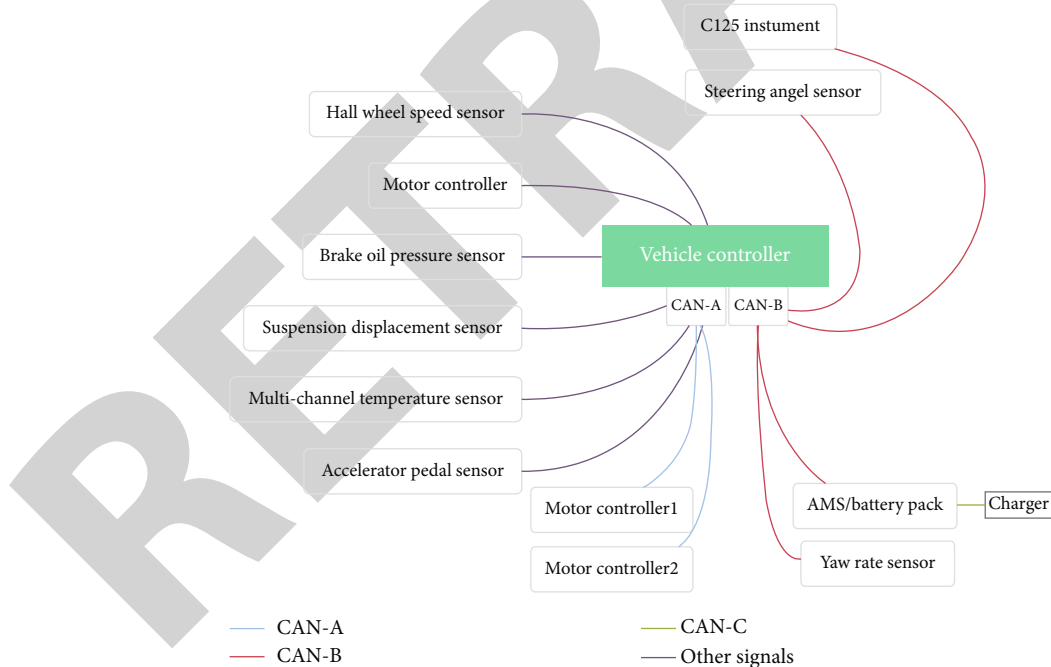 C125 instument
Steering angel sensor
Hall wheel speed sensor
Motor controller
Brake oil pressure sensor
Vehicle controller
CAN-A
CAN-B
Suspension displacement sensor
Multi-channel temperature sensor
Accelerator pedal sensor
Motor controller1
AMS/battery pack
Charger
Motor controller2
Yaw rate sensor
CAN-A
CAN-B
CAN-C
Other signals
RETRA